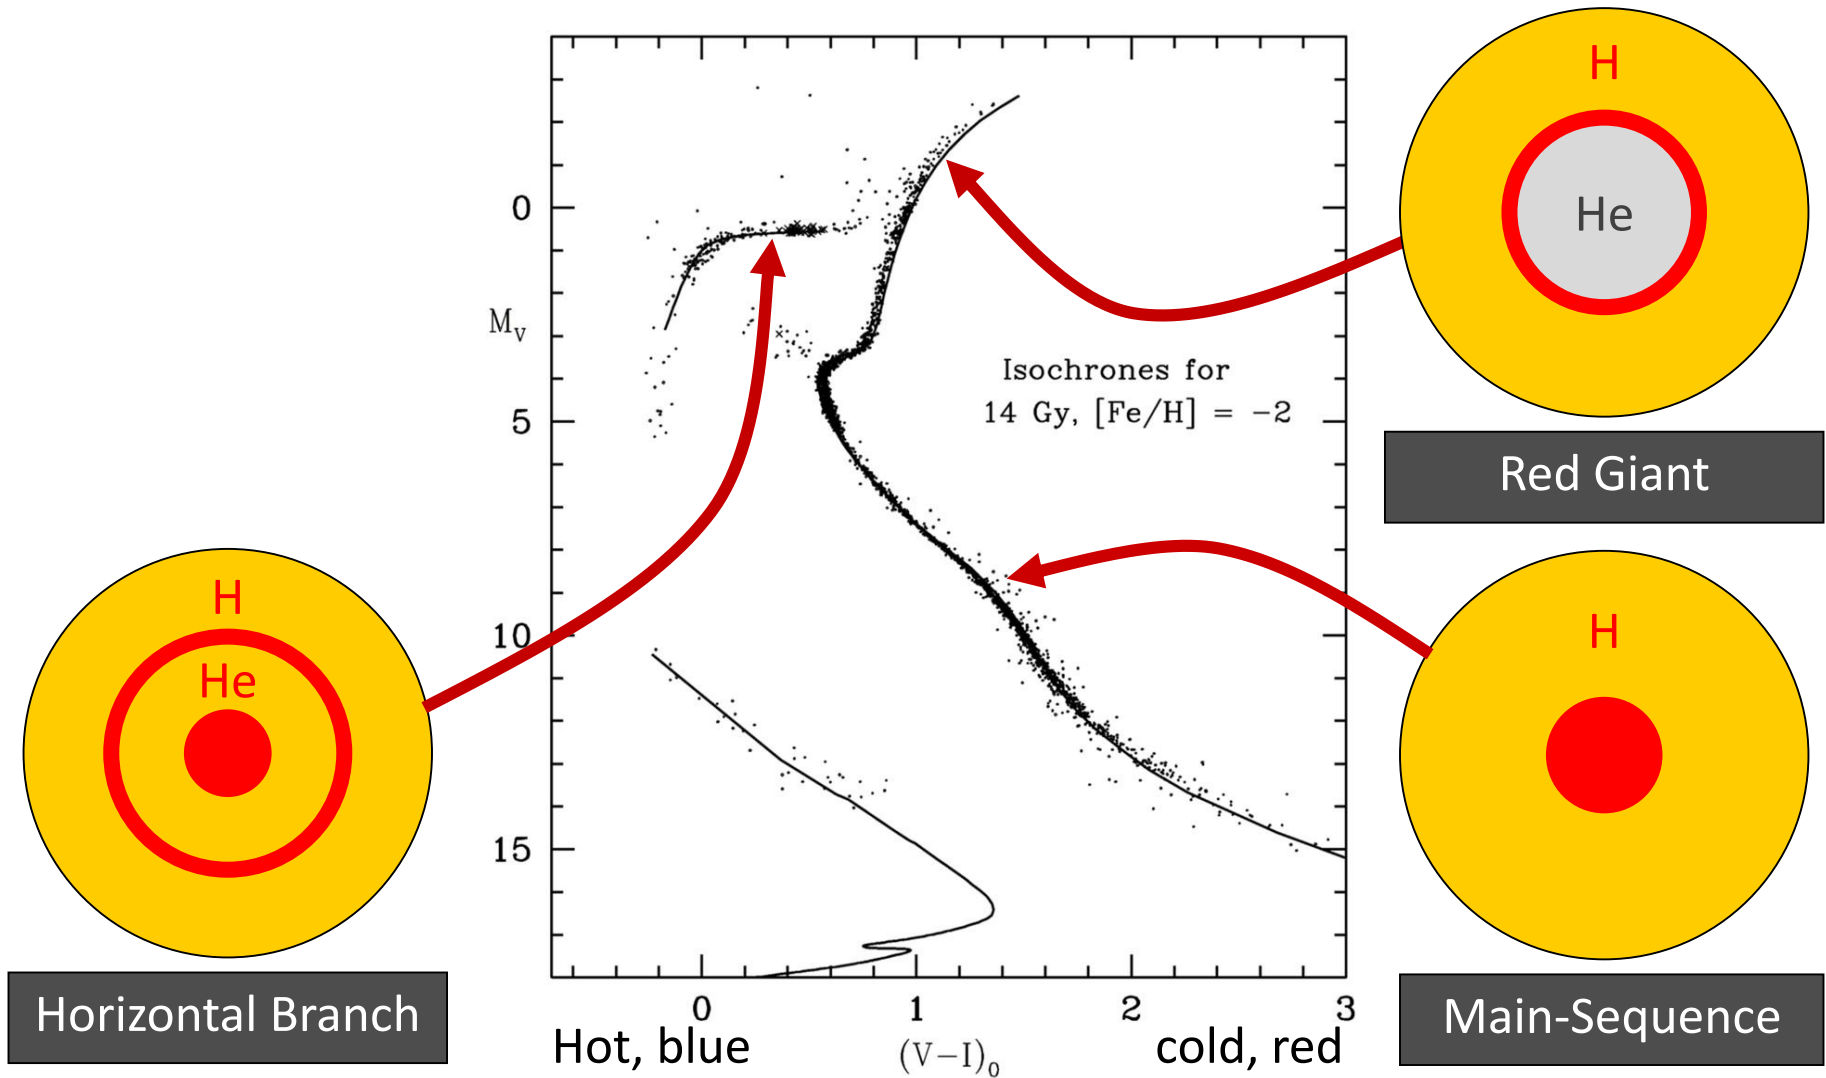 H
He
Red Giant
0
M_V
5
10
15
Isochrones for
14 Gy, [Fe/H] = -2
H
He
Horizontal Branch
H
Main-Sequence
0 1 2 3
Hot, blue
(V-I)₀
cold, red